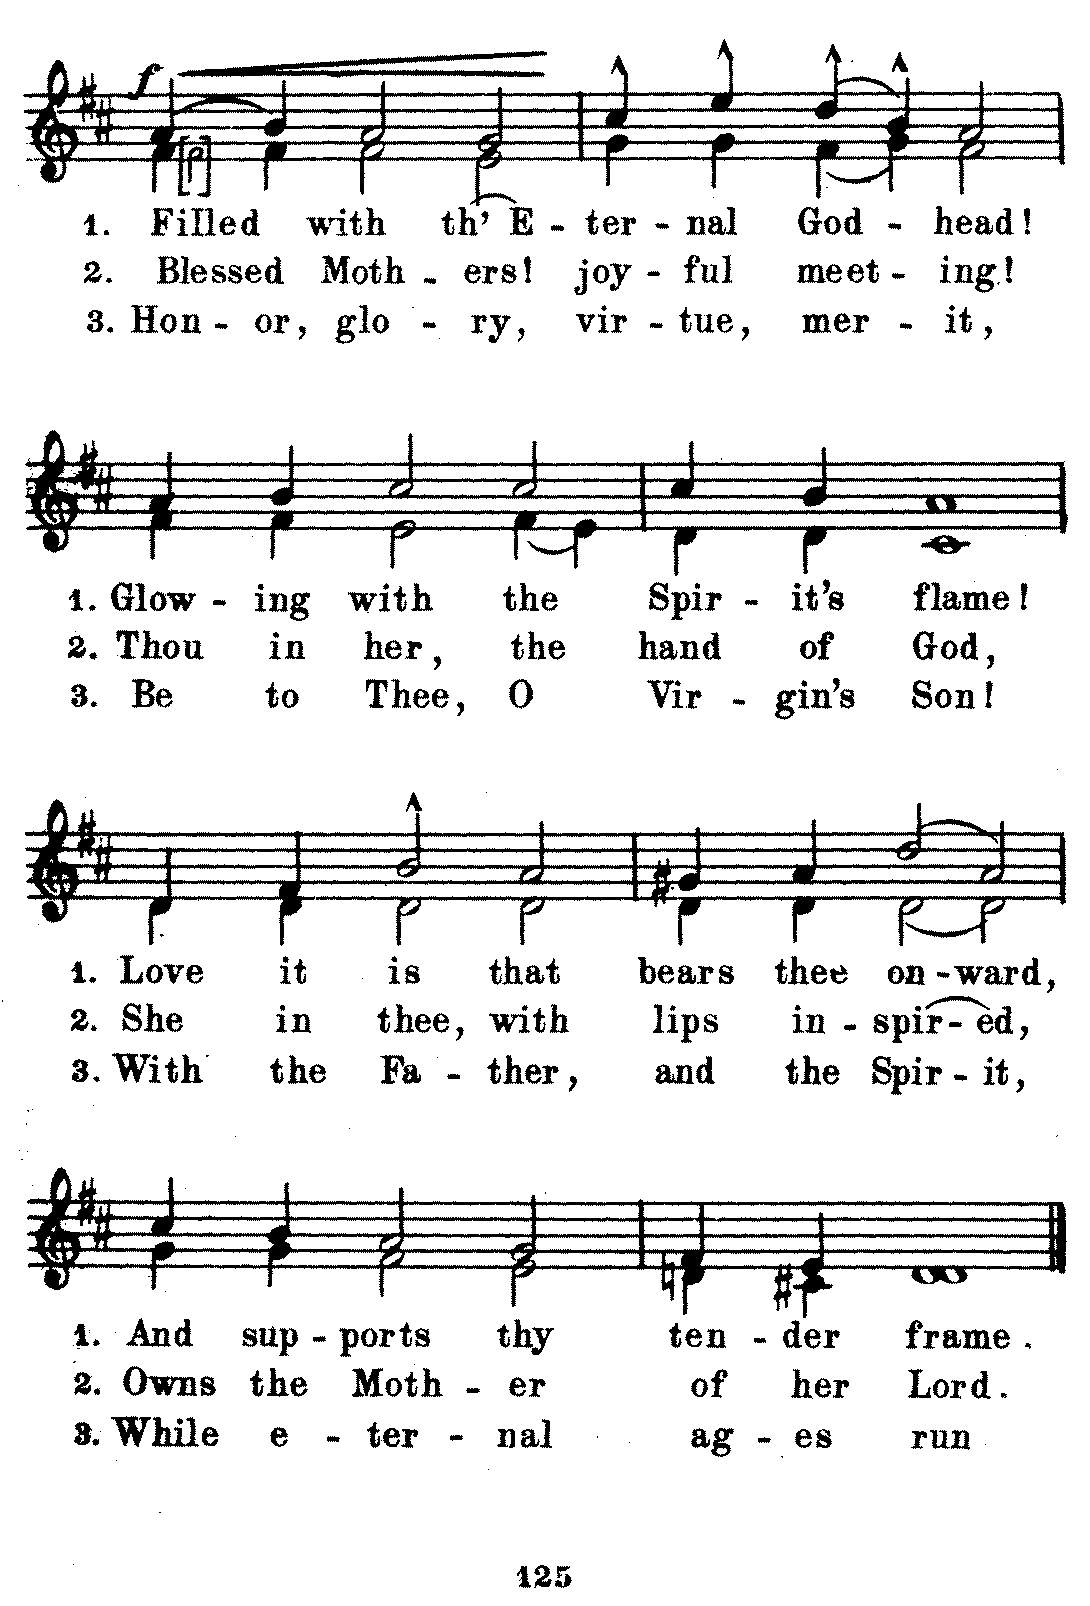 f
1. Filled with th' E - ter - nal God - head!
2. Blessed Moth - ers! joy - ful meet - ing!
3. Hon - or, glo - ry, vir - tue, mer - it,
1. Glow - ing with the Spir - it's flame!
2. Thou in her, the hand of God,
3. Be to Thee, O Vir - gin's Son!
1. Love it is that bears thee on - ward,
2. She in thee, with lips in - spir - ed,
3. With the Fa - ther, and the Spir - it,
1. And sup - ports thy ten - der frame.
2. Owns the Moth - er of her Lord.
3. While e - ter - nal ag - es run
125